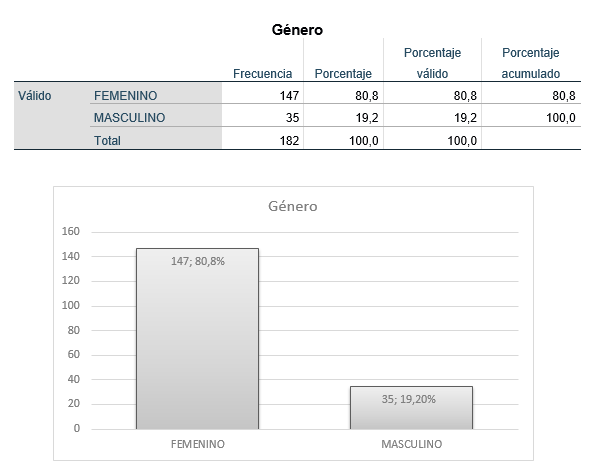 Género
Frecuencia Porcentaje Porcentaje válido Porcentaje acumulado
Válido FEMENINO 147 80,8 80,8 80,8
MASCULINO 35 19,2 19,2 100,0
Total 182 100,0 100,0
Género
160
140
120
100
80
60
40
20
0
147; 80,8%
35; 19,20%
FEMENINO MASCULINO